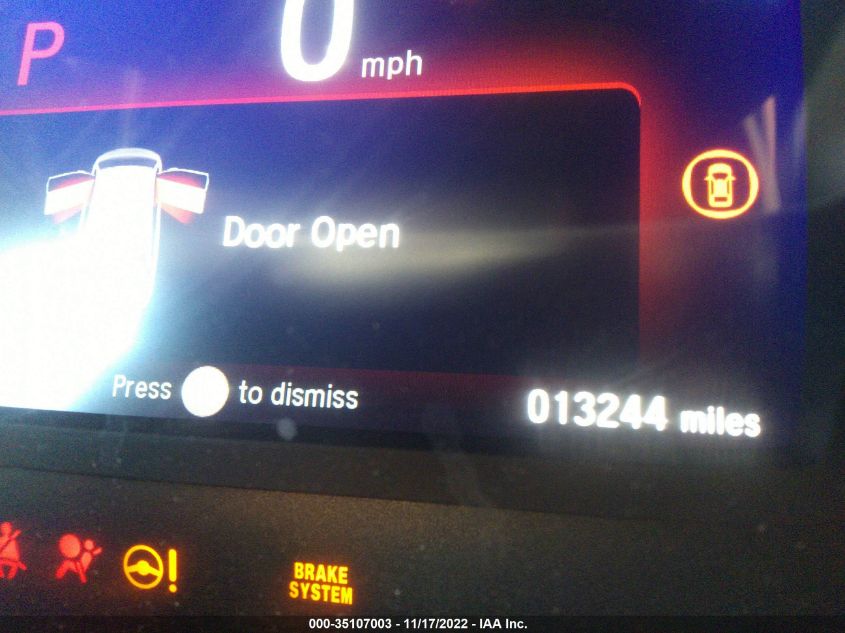 P
0 mph
Door Open
Press to dismiss
013244 miles
!
BRAKE
SYSTEM
000-35107003 - 11/17/2022 - IAA Inc.